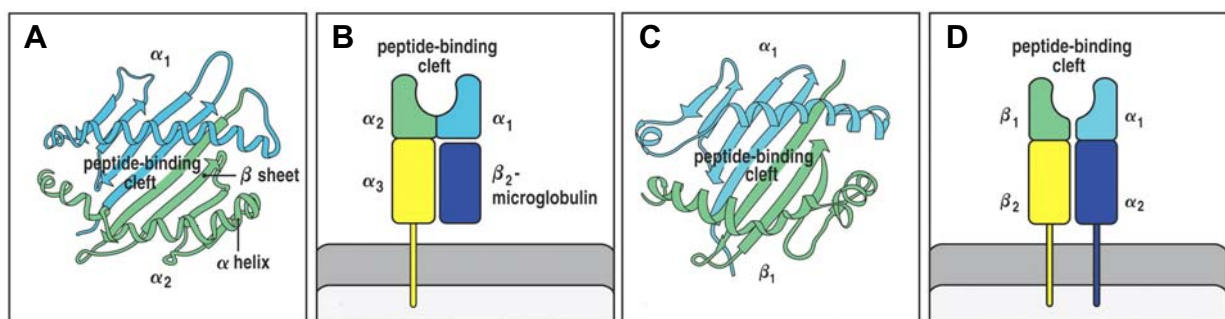 A
α1
peptide-binding
cleft
β sheet
α helix
α2
B
peptide-binding
cleft
α2
α1
α3
β2-
microglobulin
C
α1
peptide-binding
cleft
β1
D
peptide-binding
cleft
β1
α1
β2
α2